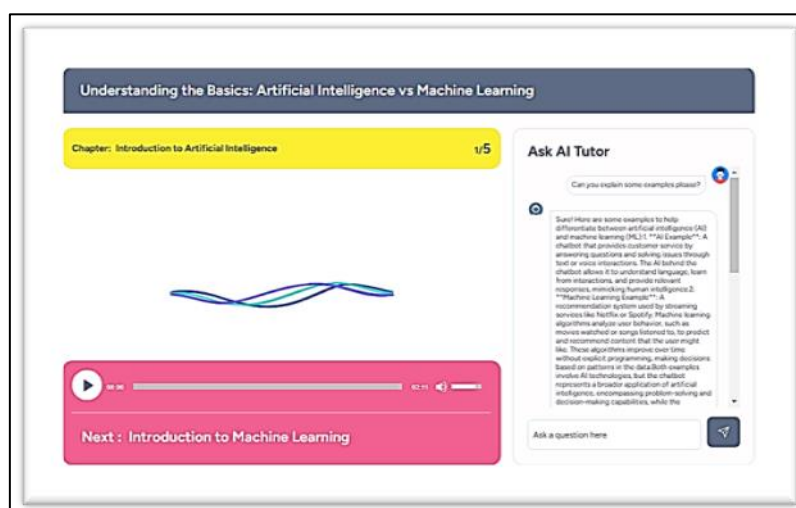 Understanding the Basics: Artificial Intelligence vs Machine Learning
Chapter: Introduction to Artificial Intelligence
1/5
00:00
02:11
Next : Introduction to Machine Learning
Ask AI Tutor
Can you explain some examples please?
Sure! Here are some examples to help
differentiate between artificial intelligence (AI)
and machine learning (ML):1. **AI Example**: A
chatbot that provides customer service by
answering questions and solving issues through
text or voice interactions. The AI behind the
chatbot allows it to understand language, learn
from interactions, and provide relevant
responses, mimicking human intelligence.2.
**Machine Learning Example**: A
recommendation system used by streaming
services like Netflix or Spotify. Machine learning
algorithms analyze user behavior, such as
movies watched or songs listened to, to predict
and recommend content that the user might
like. These algorithms improve over time
without explicit programming, making decisions
based on patterns in the data.Both examples
involve AI technologies, but the chatbot
represents a broader application of artificial
intelligence, encompassing problem-solving and
decision-making capabilities, while the
Ask a question here